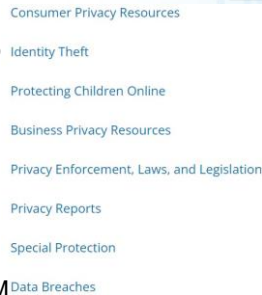 Consumer Privacy Resources
Identity Theft
Protecting Children Online
Business Privacy Resources
Privacy Enforcement, Laws, and Legislation
Privacy Reports
Special Protection
M Data Breaches